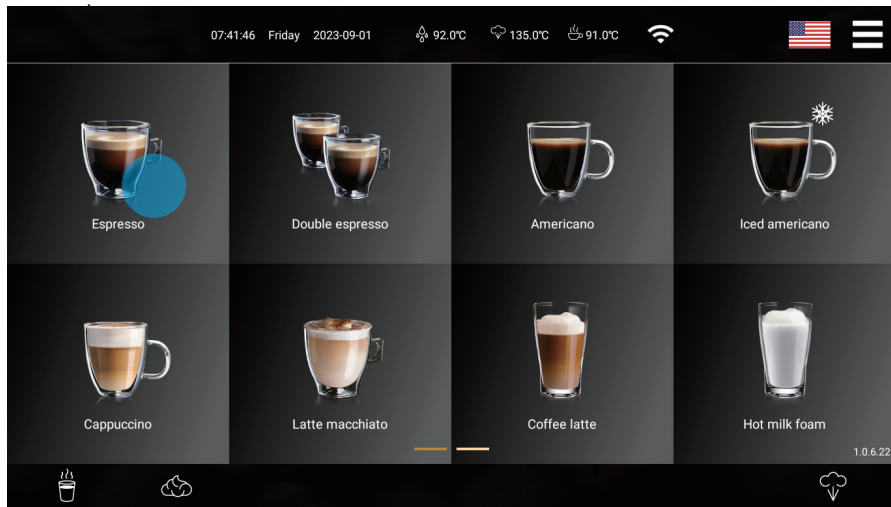 07:41:46 Friday 2023-09-01 92.0℃ 135.0℃ 91.0℃
Espresso Double espresso Americano Iced americano
Cappuccino Latte macchiato Coffee latte Hot milk foam
1.0.6.22